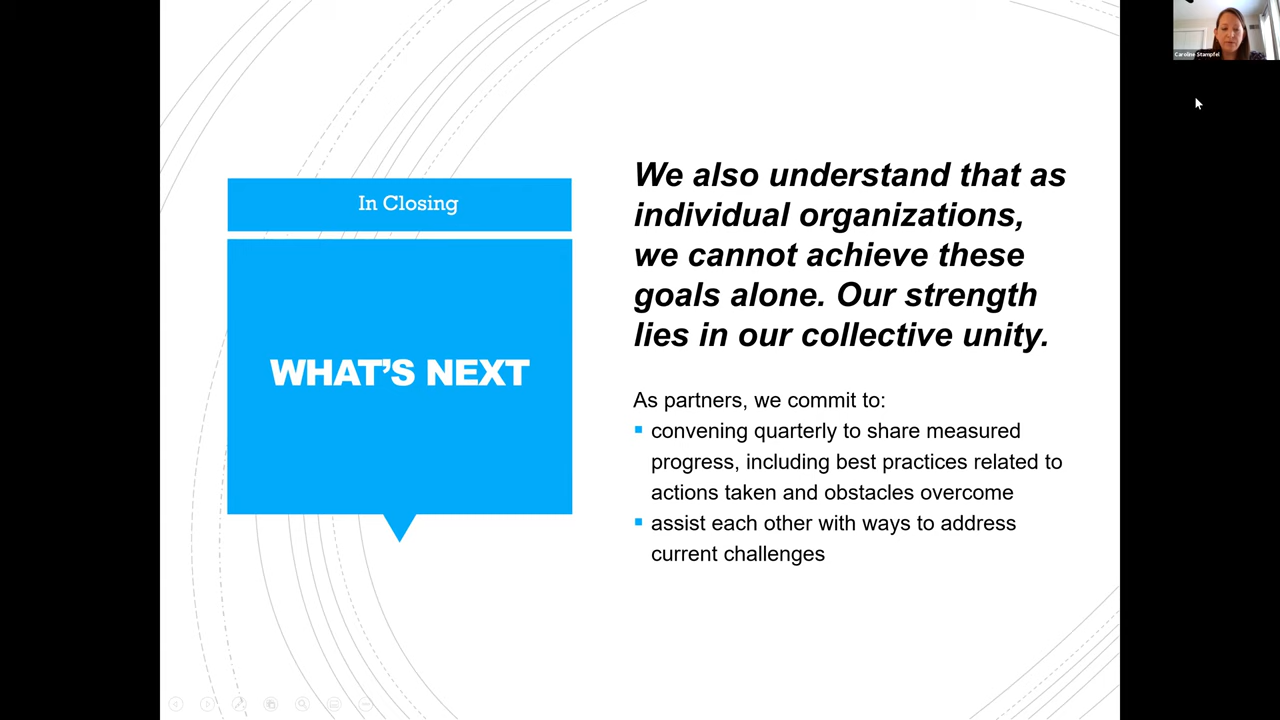 Caroline Stampfel
In Closing
WHAT’S NEXT
We also understand that as
individual organizations,
we cannot achieve these
goals alone. Our strength
lies in our collective unity.
As partners, we commit to:
convening quarterly to share measured
progress, including best practices related to
actions taken and obstacles overcome
assist each other with ways to address
current challenges